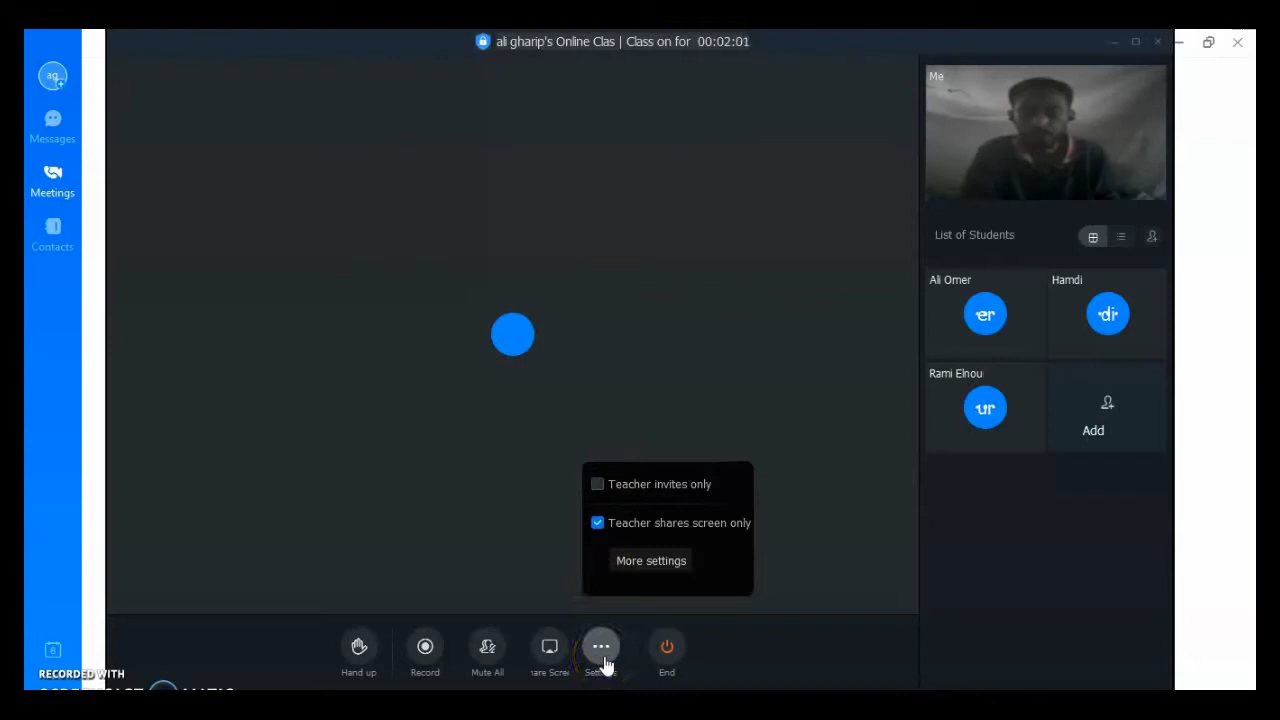 ali gharip's Online Clas | Class on for 00:02:01
ag
Messages
Meetings
Contacts
Me
List of Students
Ali Omer
Hamdi
er
di
Rami Elnou
ur
Add
Teacher invites only
Teacher shares screen only
More settings
Hand up
Record
Mute All
End
6
RECORDED WITH